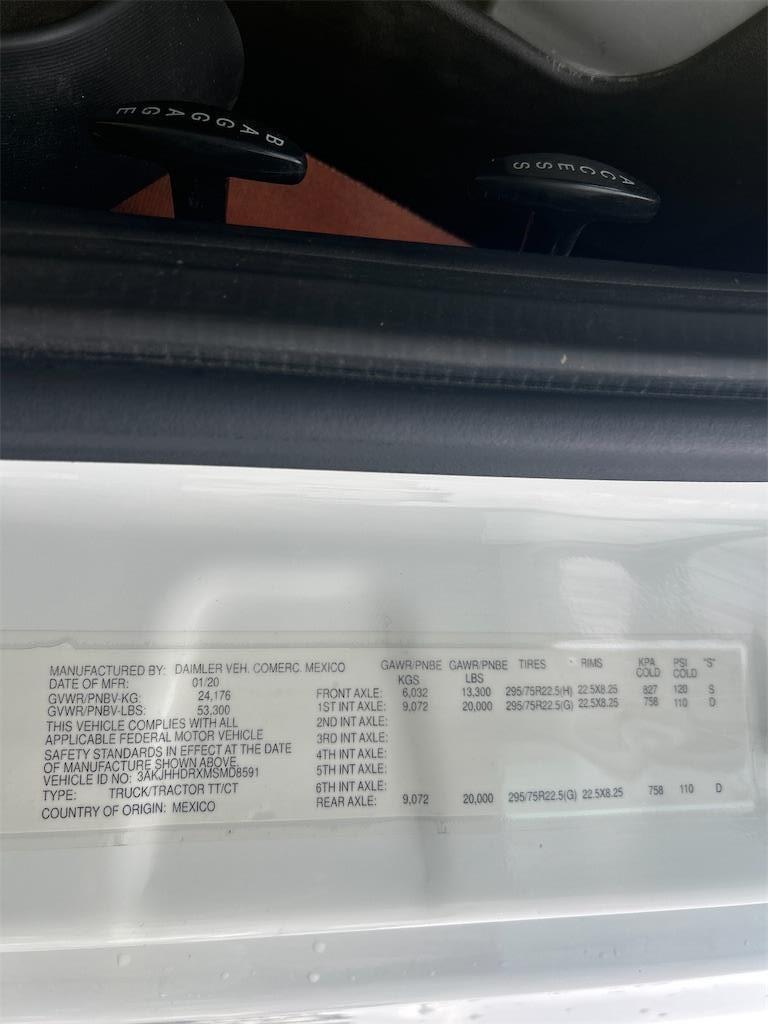 BAGGAGE
ACCESS
MANUFACTURED BY: DAIMLER VEH. COMERC. MEXICO
DATE OF MFR: 01/20
GVWR/PNBV-KG: 24,176
GVWR/PNBV-LBS: 53,300
THIS VEHICLE COMPLIES WITH ALL
APPLICABLE FEDERAL MOTOR VEHICLE
SAFETY STANDARDS IN EFFECT AT THE DATE
OF MANUFACTURE SHOWN ABOVE.
VEHICLE ID NO: 3AKJHHDRXMSMD8591
TYPE: TRUCK/TRACTOR TT/CT
COUNTRY OF ORIGIN: MEXICO
GAWR/PNBE GAWR/PNBE TIRES RIMS KPA PSI "S"
KGS LBS COLD COLD
FRONT AXLE: 6,032 13,300 295/75R22.5(H) 22.5X8.25 827 120 S
1ST INT AXLE: 9,072 20,000 295/75R22.5(G) 22.5X8.25 758 110 D
2ND INT AXLE:
3RD INT AXLE:
4TH INT AXLE:
5TH INT AXLE:
6TH INT AXLE:
REAR AXLE: 9,072 20,000 295/75R22.5(G) 22.5X8.25 758 110 D